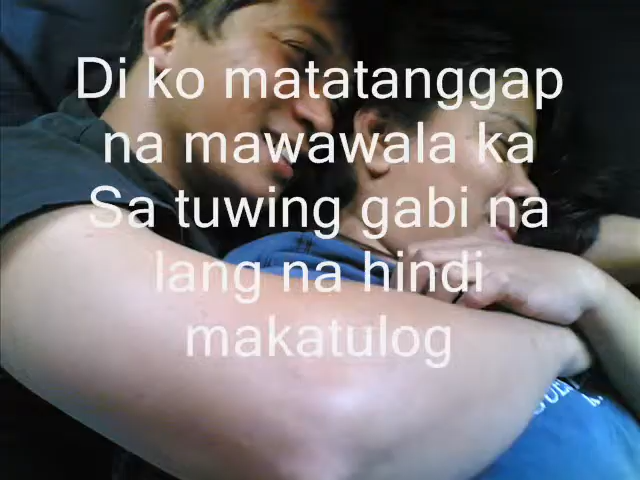 Di ko matatanggap
na mawawala ka
Sa tuwing gabi na
lang na hindi
makatulog